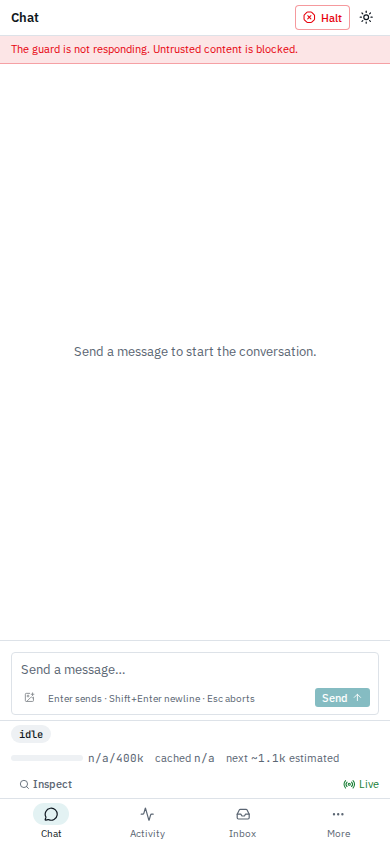 Chat
Halt
The guard is not responding. Untrusted content is blocked.
Send a message to start the conversation.
Send a message...
Enter sends · Shift+Enter newline · Esc aborts
Send
idle
n/a/400k cached n/a next ~1.1k estimated
Inspect
Live
Chat
Activity
Inbox
More